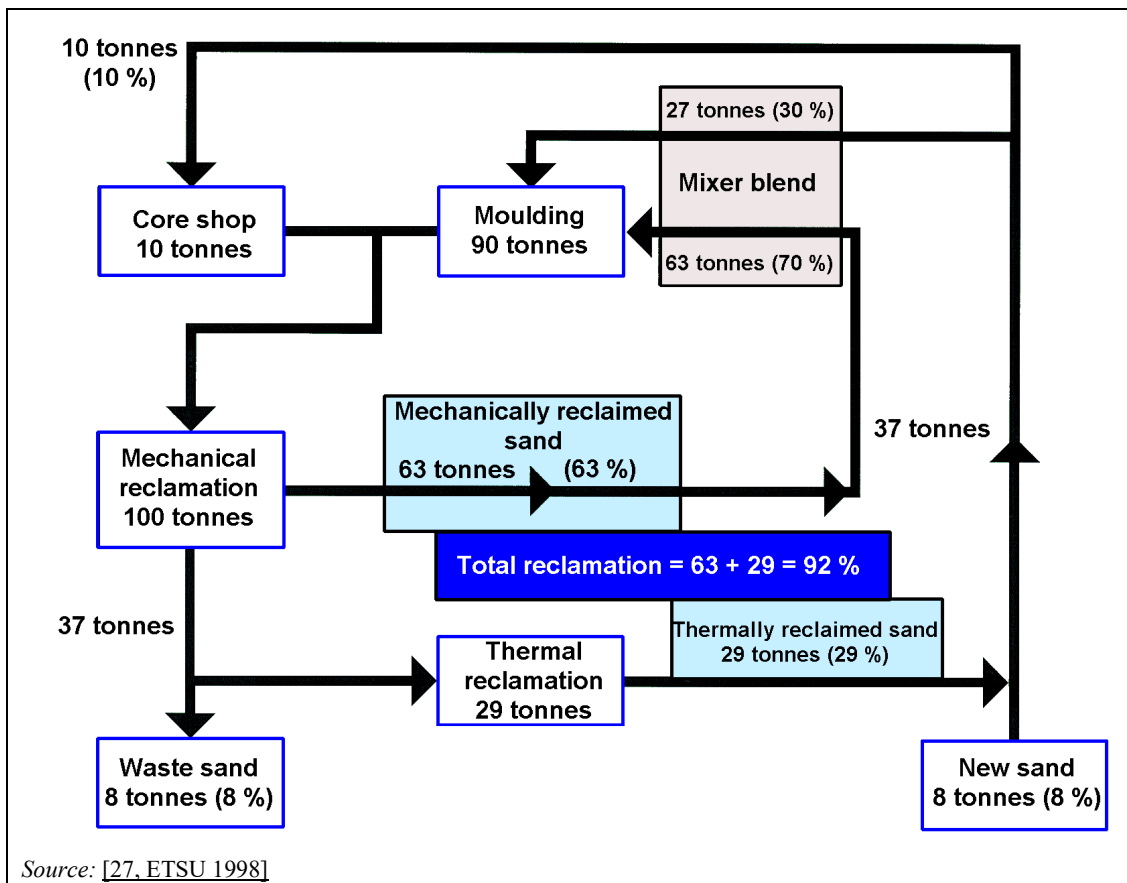 10 tonnes
(10 %)
27 tonnes (30 %)
Mixer blend
63 tonnes (70 %)
Core shop
10 tonnes
Moulding
90 tonnes
Mechanically reclaimed
sand
63 tonnes (63 %)
37 tonnes
Mechanical
reclamation
100 tonnes
Total reclamation = 63 + 29 = 92 %
37 tonnes
Thermal
reclamation
29 tonnes
Thermally reclaimed sand
29 tonnes (29 %)
Waste sand
8 tonnes (8 %)
New sand
8 tonnes (8 %)
Source: [27, ETSU 1998]